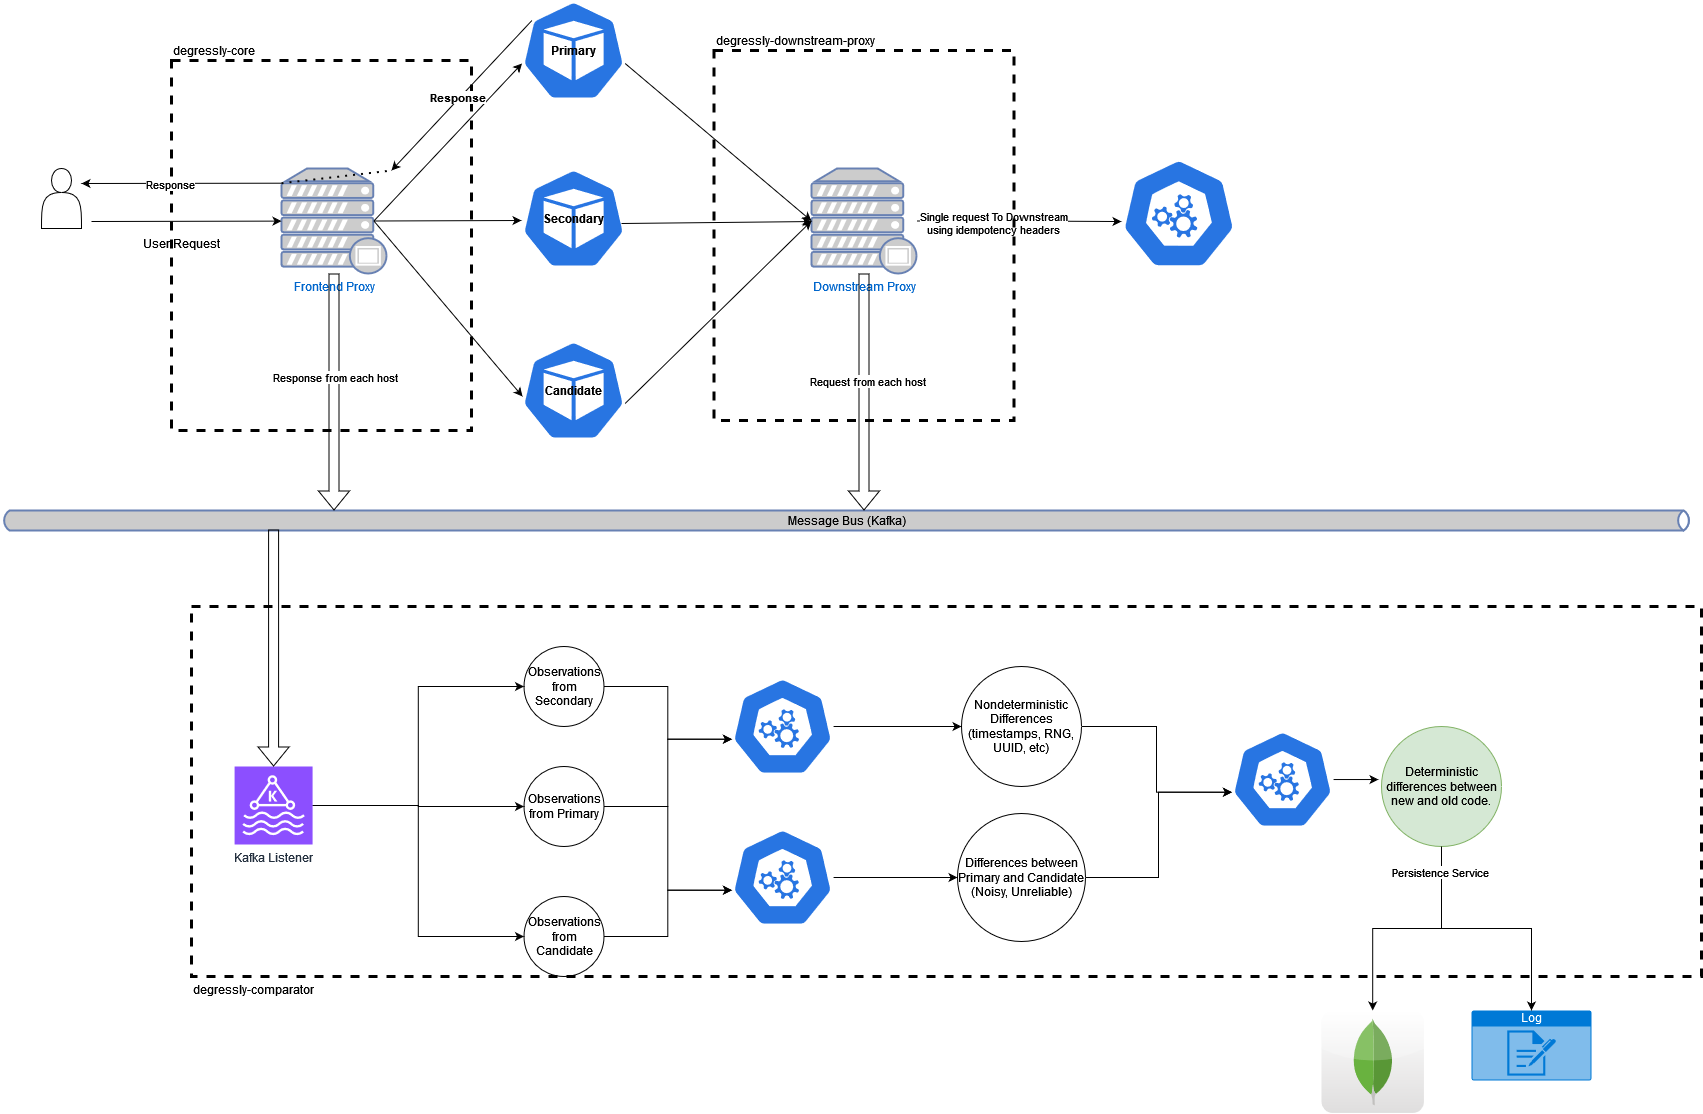 degressly-core
degressly-downstream-proxy
Primary
Response
Response
Secondary
Single request To Downstream
using idempotency headers
User Request
Frontend Proxy
Downstream Proxy
Response from each host
Request from each host
Candidate
Message Bus (Kafka)
Observations
from
Secondary
Nondeterministic
Differences
(timestamps, RNG,
UUID, etc)
Deterministic
differences between
new and old code.
K
Observations
from Primary
Kafka Listener
Differences between
Primary and Candidate
(Noisy, Unreliable)
Persistence Service
Observations
from
Candidate
degressly-comparator
Log